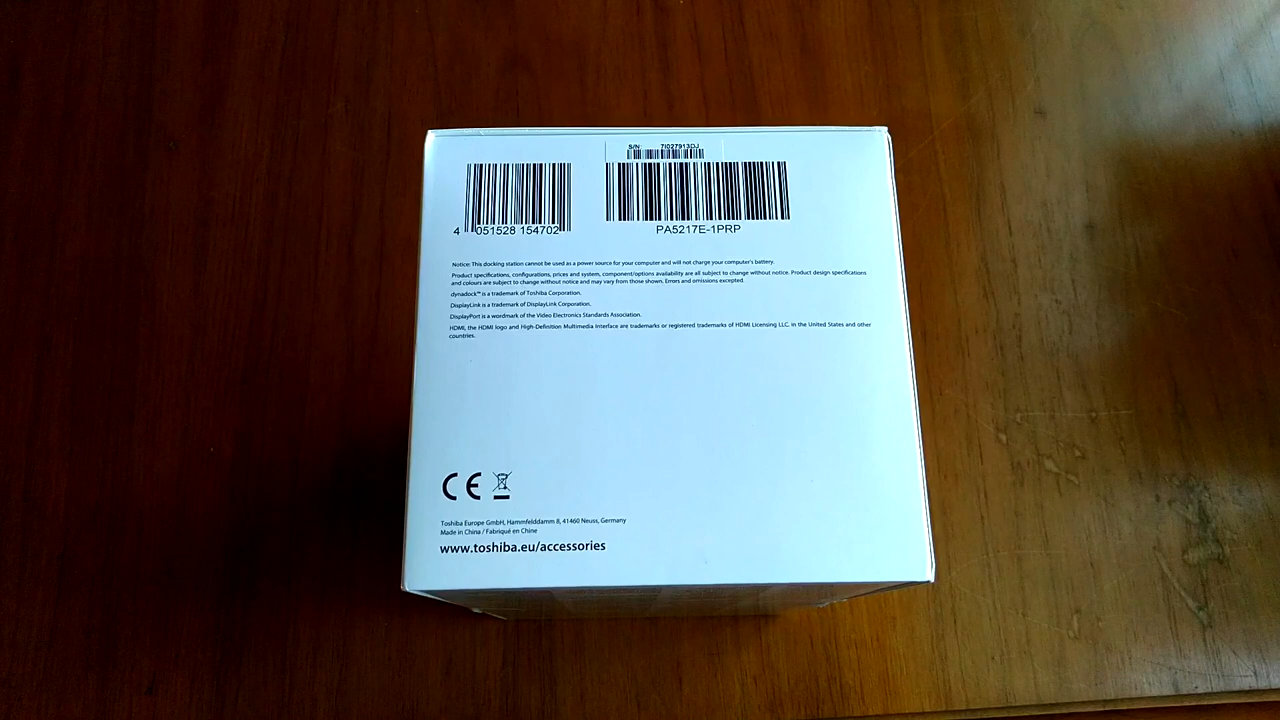 S/N: 7I027913DJ
4 051528 154702
PA5217E-1PRP
Notice: This docking station cannot be used as a power source for your computer and will not charge your computer's battery.
Product specifications, configurations, prices and system, component/options availability are all subject to change without notice. Product design specifications
and colours are subject to change without notice and may vary from those shown. Errors and omissions excepted.
dynadock™ is a trademark of Toshiba Corporation.
DisplayLink is a trademark of DisplayLink Corporation.
DisplayPort is a wordmark of the Video Electronics Standards Association.
HDMI, the HDMI logo and High-Definition Multimedia Interface are trademarks or registered trademarks of HDMI Licensing LLC. in the United States and other
countries.
CE
Toshiba Europe GmbH, Hammfelddamm 8, 41460 Neuss, Germany
Made in China / Fabriqué en Chine
www.toshiba.eu/accessories